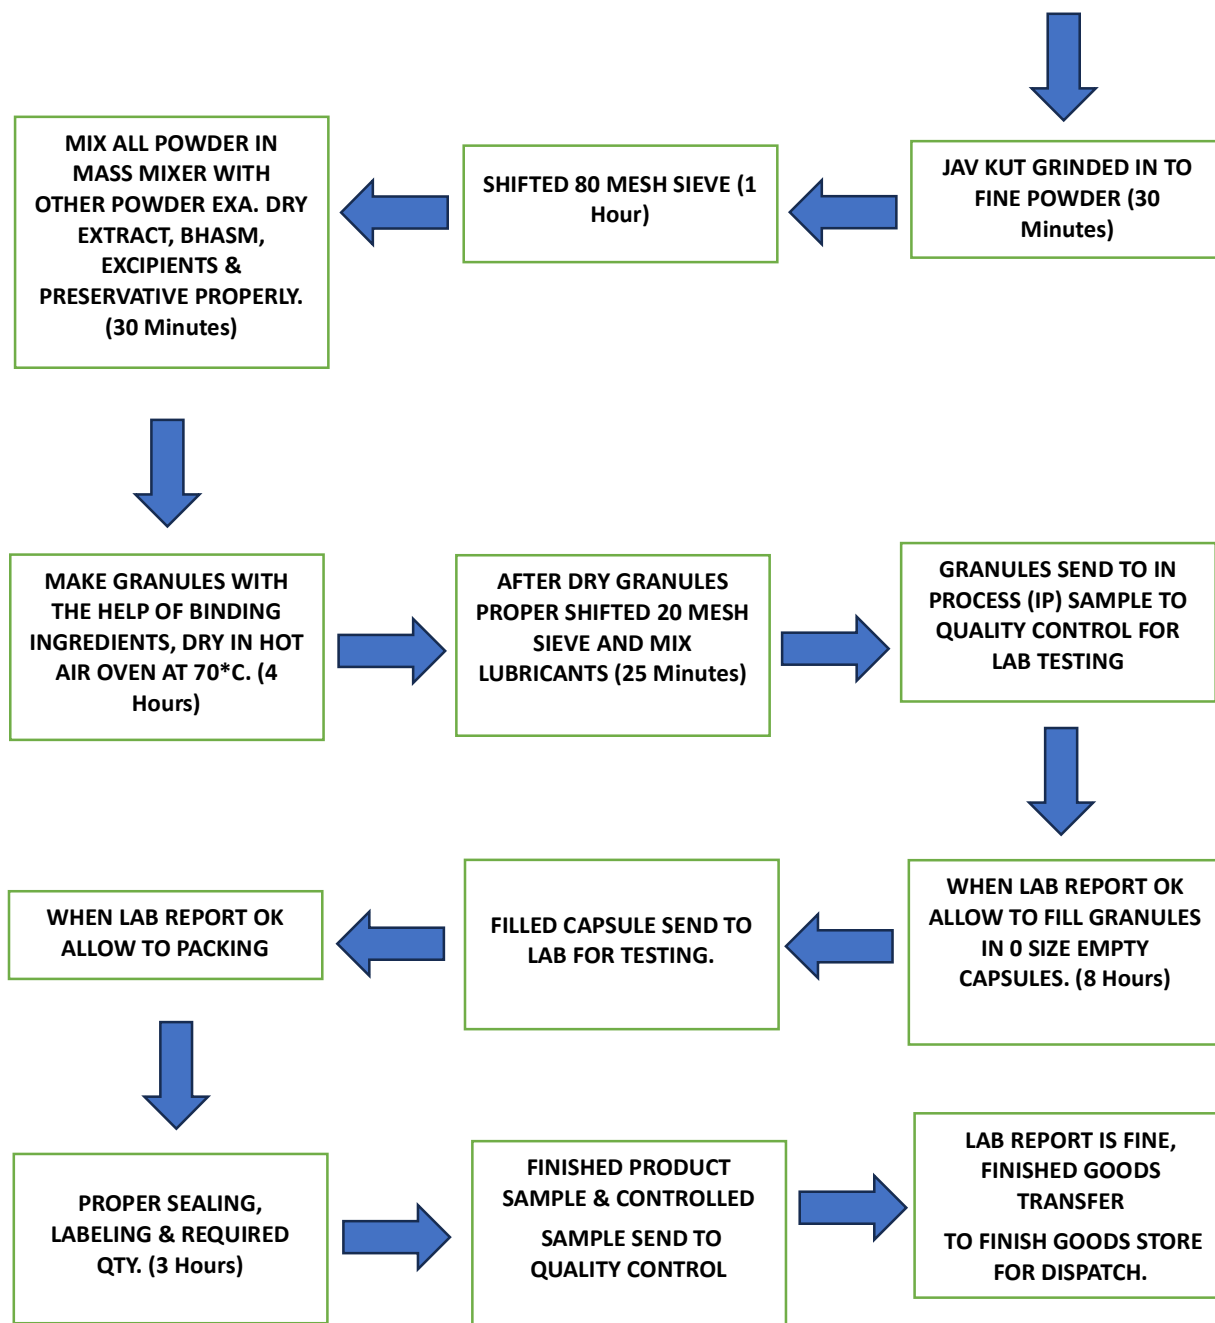 JAV KUT GRINDED IN TO
FINE POWDER (30
Minutes)
SHIFTED 80 MESH SIEVE (1
Hour)
MIX ALL POWDER IN
MASS MIXER WITH
OTHER POWDER EXA. DRY
EXTRACT, BHASM,
EXCIPIENTS &
PRESERVATIVE PROPERLY.
(30 Minutes)
MAKE GRANULES WITH
THE HELP OF BINDING
INGREDIENTS, DRY IN HOT
AIR OVEN AT 70*C. (4
Hours)
AFTER DRY GRANULES
PROPER SHIFTED 20 MESH
SIEVE AND MIX
LUBRICANTS (25 Minutes)
GRANULES SEND TO IN
PROCESS (IP) SAMPLE TO
QUALITY CONTROL FOR
LAB TESTING
WHEN LAB REPORT OK
ALLOW TO FILL GRANULES
IN 0 SIZE EMPTY
CAPSULES. (8 Hours)
FILLED CAPSULE SEND TO
LAB FOR TESTING.
WHEN LAB REPORT OK
ALLOW TO PACKING
PROPER SEALING,
LABELING & REQUIRED
QTY. (3 Hours)
FINISHED PRODUCT
SAMPLE & CONTROLLED
SAMPLE SEND TO
QUALITY CONTROL
LAB REPORT IS FINE,
FINISHED GOODS
TRANSFER
TO FINISH GOODS STORE
FOR DISPATCH.